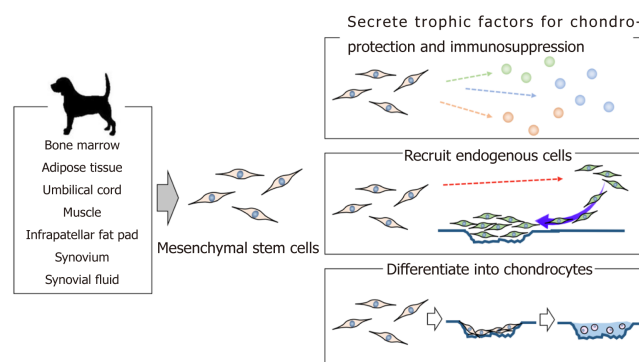 Secrete trophic factors for chondro-
protection and immunosuppression
Bone marrow
Adipose tissue
Umbilical cord
Muscle
Infrapatellar fat pad
Synovium
Synovial fluid
Mesenchymal stem cells
Recruit endogenous cells
Differentiate into chondrocytes